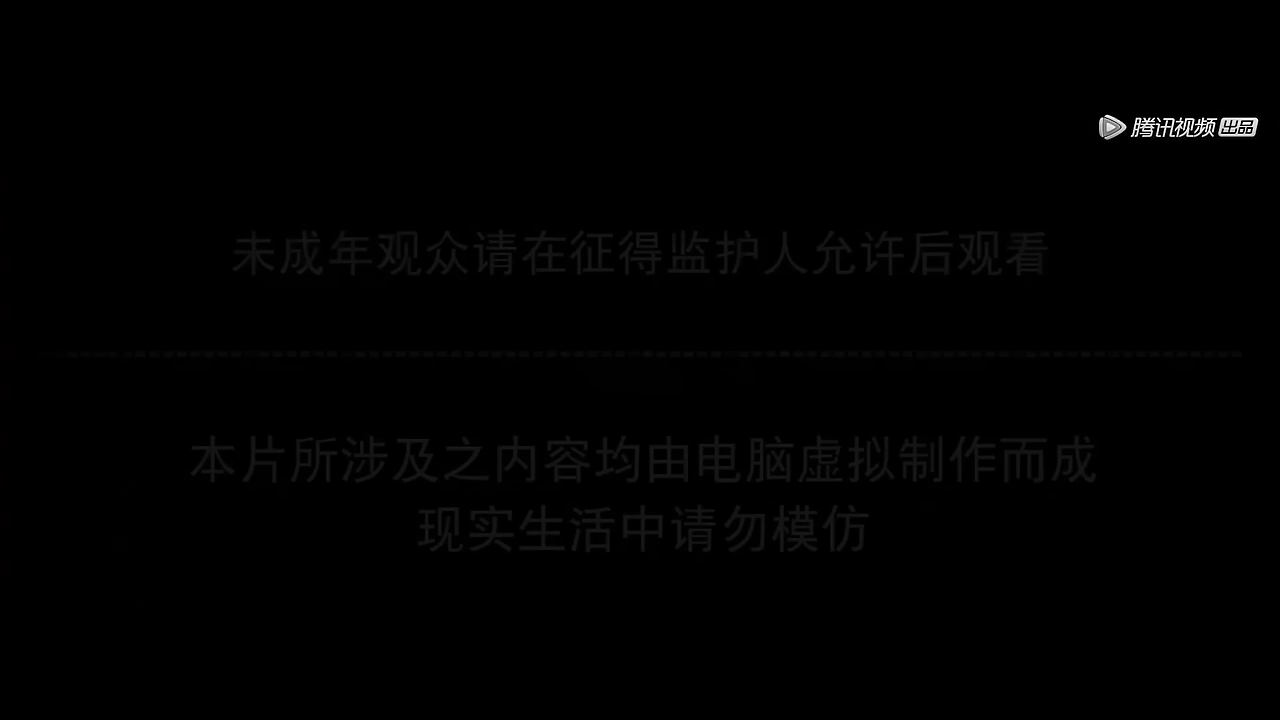 腾讯视频 出品
未成年观众请在征得监护人允许后观看
本片所涉及之内容均由电脑虚拟制作而成
现实生活中请勿模仿